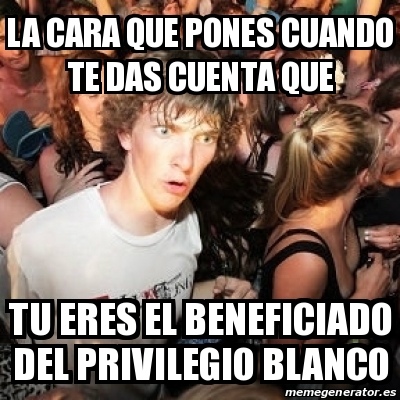 LA CARA QUE PONES CUANDO
TE DAS CUENTA QUE
TU ERES EL BENEFICIADO
DEL PRIVILEGIO BLANCO
memegenerator.es